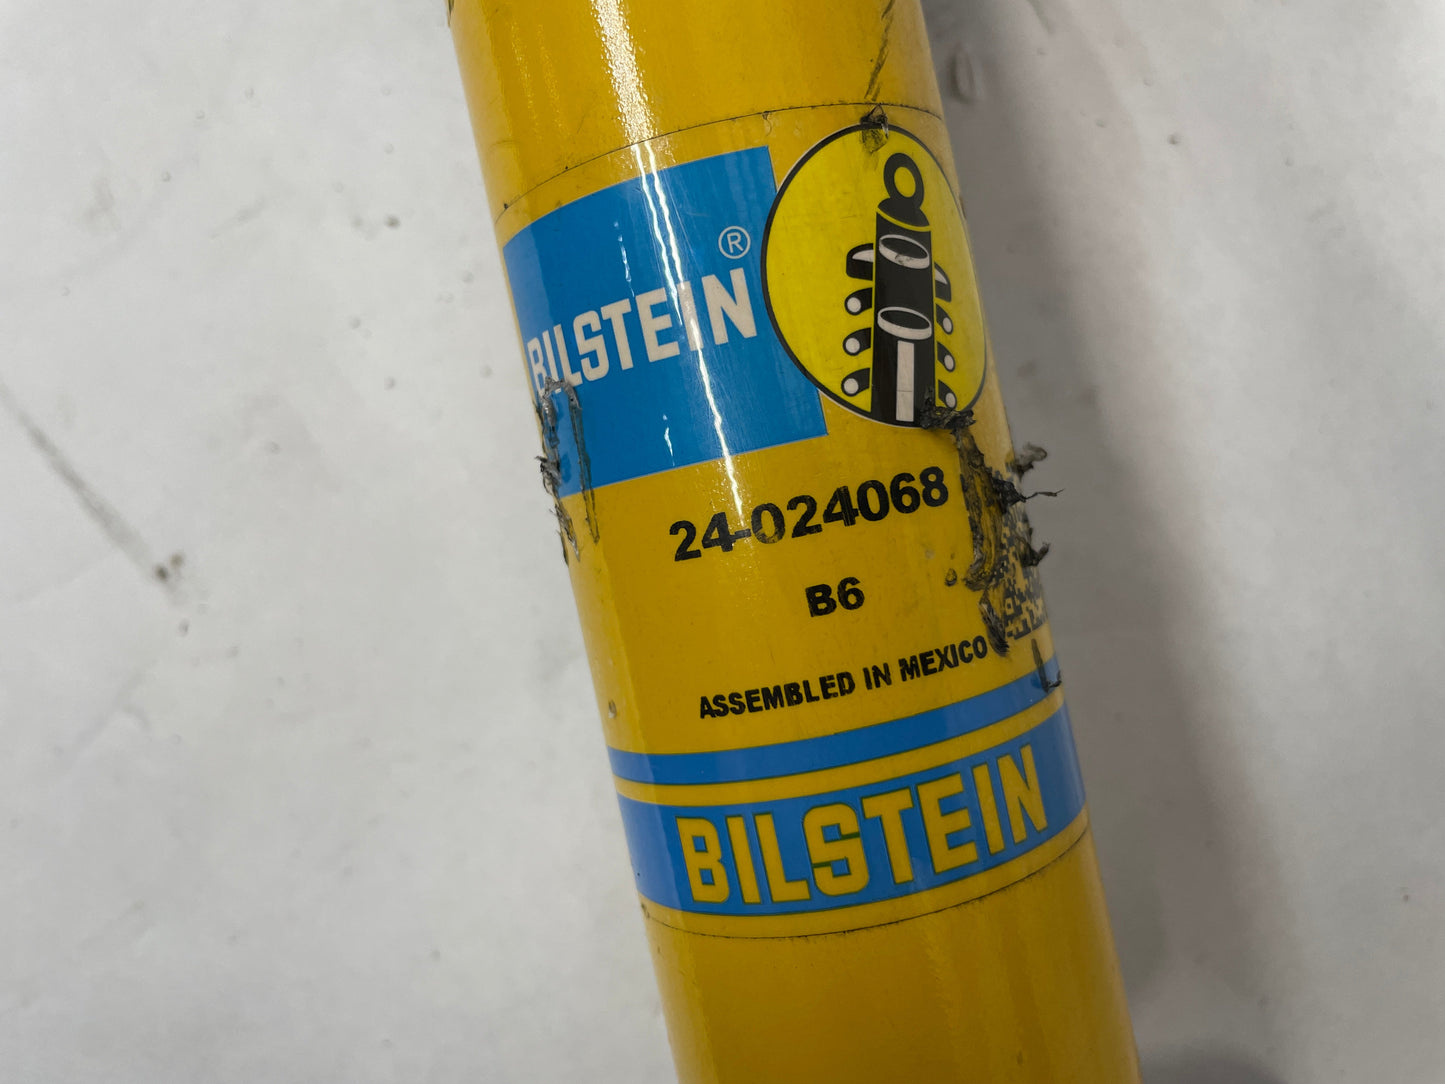 BILSTEIN®
24-024068
B6
ASSEMBLED IN MEXICO
BILSTEIN